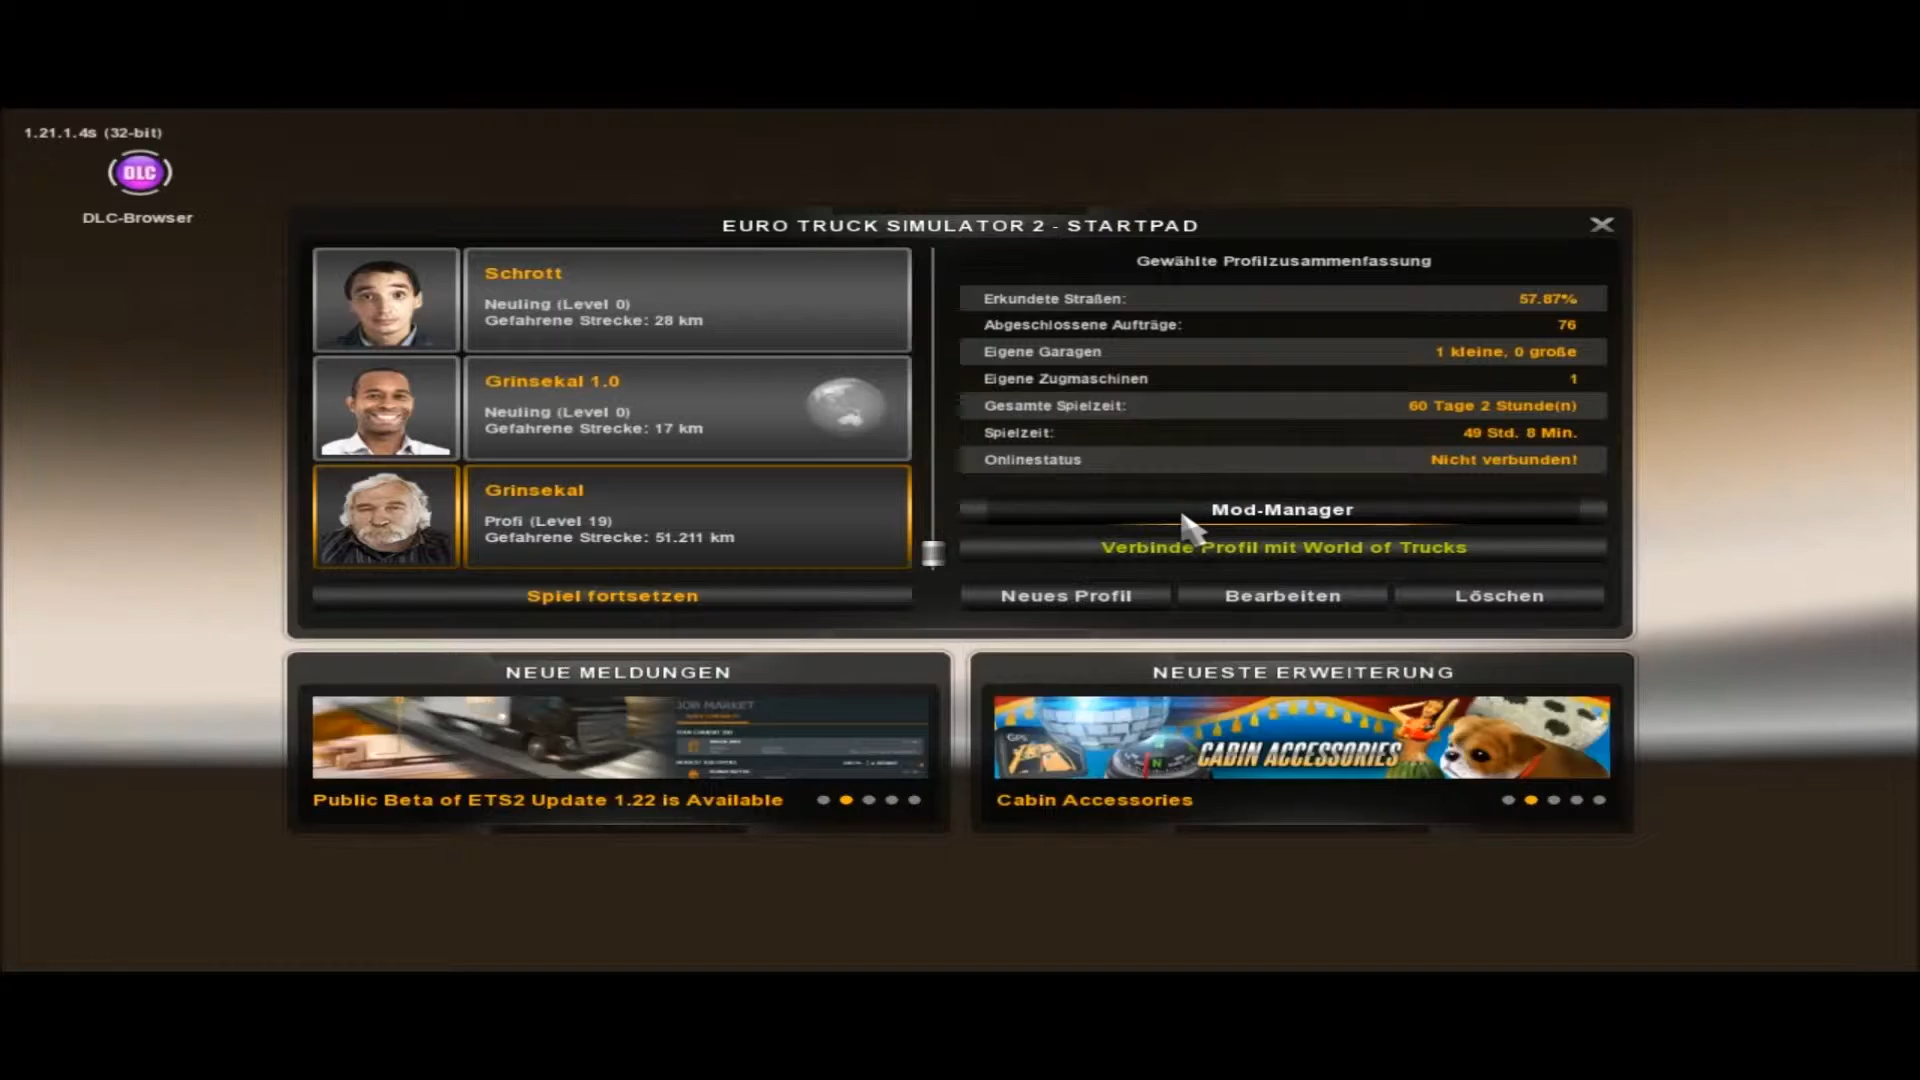 1.21.1.4s (32-bit)
DLC
DLC-Browser
EURO TRUCK SIMULATOR 2 - STARTPAD
Schrott
Neuling (Level 0)
Gefahrene Strecke: 28 km
Grinsekal 1.0
Neuling (Level 0)
Gefahrene Strecke: 17 km
Grinsekal
Profi (Level 19)
Gefahrene Strecke: 51.211 km
Spiel fortsetzen
Gewählte Profilzusammenfassung
Erkundete Straßen: 57.87%
Abgeschlossene Aufträge: 76
Eigene Garagen 1 kleine, 0 große
Eigene Zugmaschinen 1
Gesamte Spielzeit: 60 Tage 2 Stunde(n)
Spielzeit: 49 Std. 8 Min.
Onlinestatus Nicht verbunden!
Mod-Manager
Verbinde Profil mit World of Trucks
Neues Profil Bearbeiten Löschen
NEUE MELDUNGEN
JOB MARKET
Public Beta of ETS2 Update 1.22 is Available
NEUESTE ERWEITERUNG
GPS
N
CABIN ACCESSORIES
Cabin Accessories